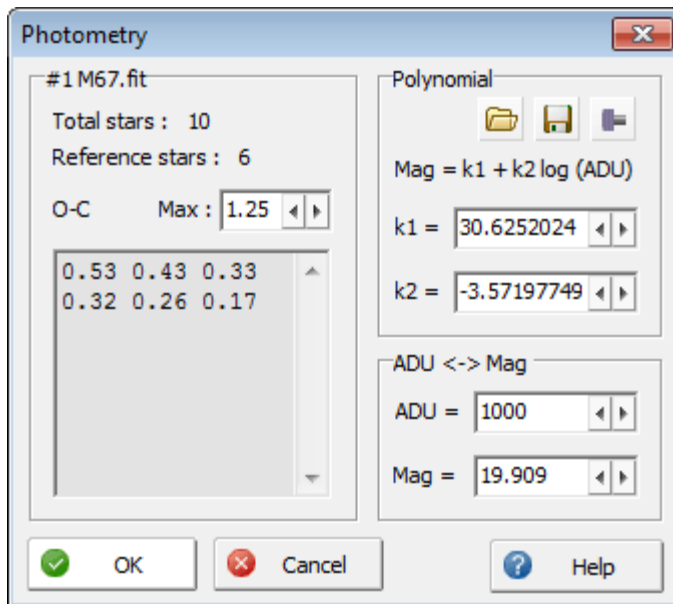 Photometry
#1 M67.fit
Total stars : 10
Reference stars : 6
O-C Max : 1.25
0.53 0.43 0.33
0.32 0.26 0.17
Polynomial
Mag = k1 + k2 log (ADU)
k1 = 30.6252024
k2 = -3.57197749
ADU <-> Mag
ADU = 1000
Mag = 19.909
OK
Cancel
Help